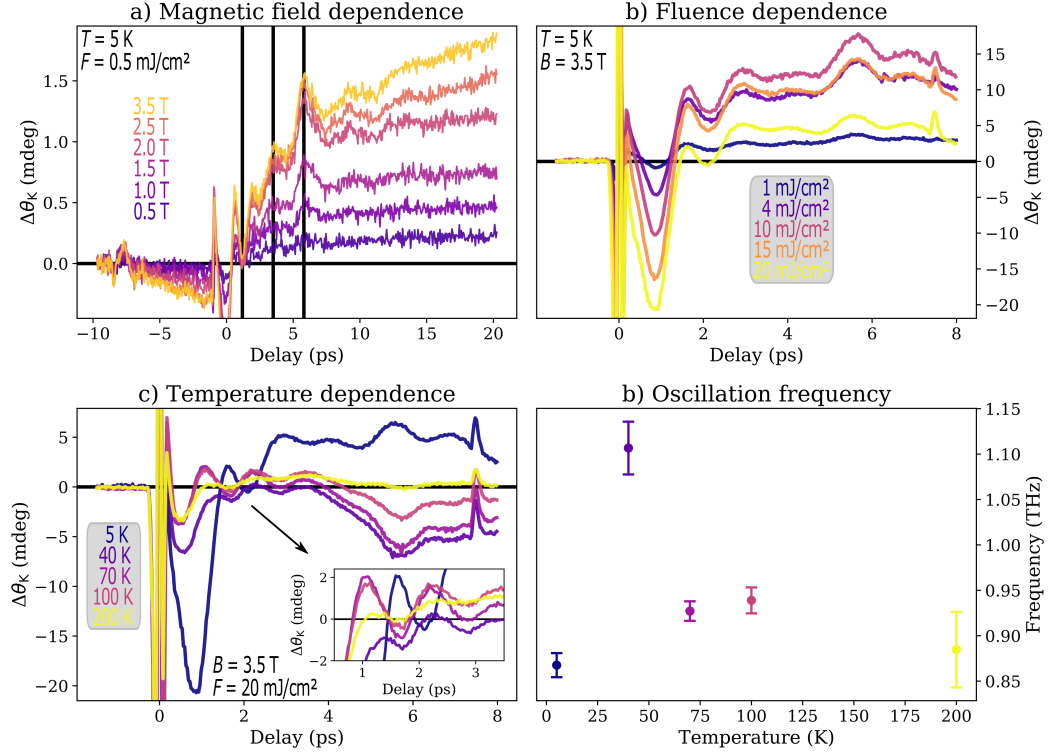 a) Magnetic field dependence
T = 5 K
F = 0.5 mJ/cm²
3.5 T
2.5 T
2.0 T
1.5 T
1.0 T
0.5 T
1.5
1.0
0.5
0.0
Δθ_K (mdeg)
−10
−5
0
5
10
15
20
Delay (ps)
b) Fluence dependence
T = 5 K
B = 3.5 T
1 mJ/cm²
4 mJ/cm²
10 mJ/cm²
15 mJ/cm²
20 mJ/cm²
15
10
5
0
−5
−10
−15
−20
Δθ_K (mdeg)
0
2
4
6
8
Delay (ps)
c) Temperature dependence
5
0
−5
−10
−15
−20
Δθ_K (mdeg)
5 K
40 K
70 K
100 K
200 K
B = 3.5 T
F = 20 mJ/cm²
2
0
−2
Δθ_K (mdeg)
1
2
3
Delay (ps)
0
2
4
6
8
Delay (ps)
b) Oscillation frequency
1.15
1.10
1.05
1.00
0.95
0.90
0.85
Frequency (THz)
0
25
50
75
100
125
150
175
200
Temperature (K)